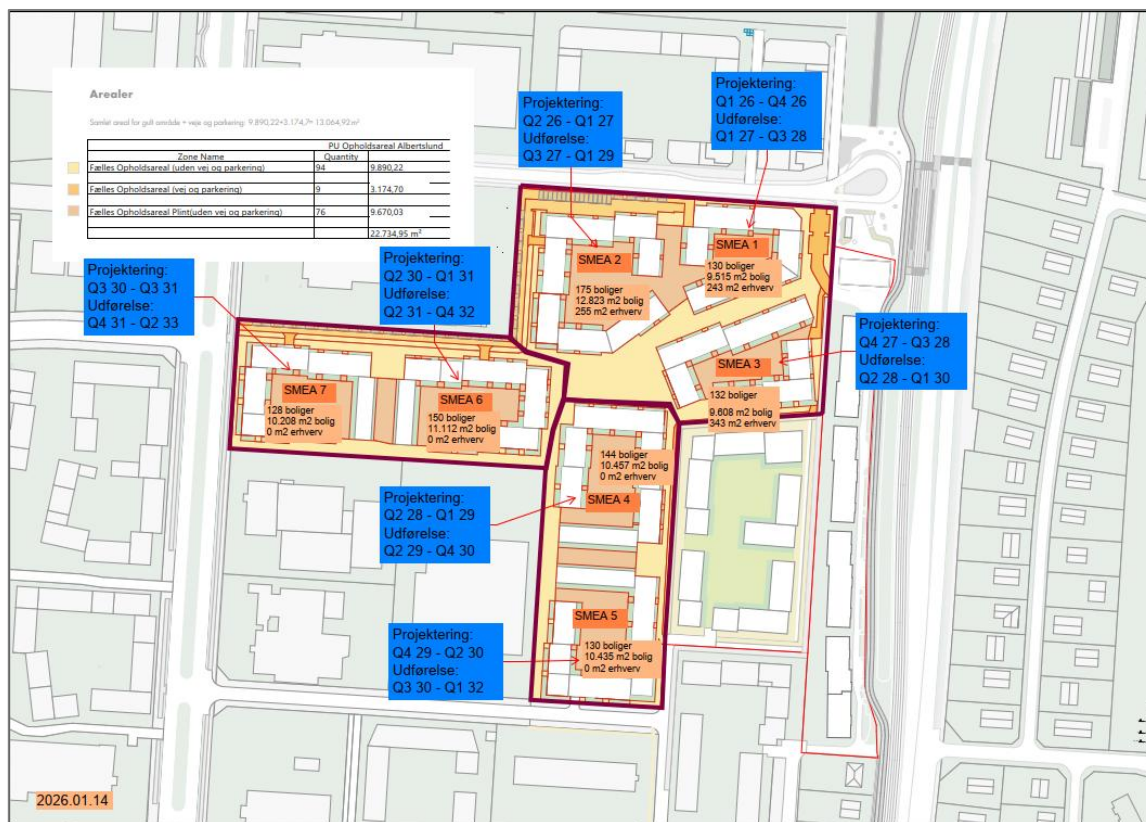 Arealer
Samlet areal for gult område + veje og parkering: 9.890,22+3.174,7= 13.064,92m²
PU Opholdsareal Albertslund
Zone Name Quantity
Fælles Opholdsareal (uden vej og parkering) 94 9.890,22
Fælles Opholdsareal (vej og parkering) 9 3.174,70
Fælles Opholdsareal Plint(uden vej og parkering) 76 9.670,03
22.734,95 m²
Projektering:
Q2 26 - Q1 27
Udførelse:
Q3 27 - Q1 29
Projektering:
Q1 26 - Q4 26
Udførelse:
Q1 27 - Q3 28
SMEA 2
175 boliger
12.823 m2 bolig
255 m2 erhverv
SMEA 1
130 boliger
9.515 m2 bolig
243 m2 erhverv
Projektering:
Q3 30 - Q3 31
Udførelse:
Q4 31 - Q2 33
Projektering:
Q2 30 - Q1 31
Udførelse:
Q2 31 - Q4 32
Projektering:
Q4 27 - Q3 28
Udførelse:
Q2 28 - Q1 30
SMEA 3
132 boliger
9.608 m2 bolig
343 m2 erhverv
SMEA 7
128 boliger
10.208 m2 bolig
0 m2 erhverv
SMEA 6
150 boliger
11.112 m2 bolig
0 m2 erhverv
144 boliger
10.457 m2 bolig
0 m2 erhverv
SMEA 4
Projektering:
Q2 28 - Q1 29
Udførelse:
Q2 29 - Q4 30
SMEA 5
130 boliger
10.435 m2 bolig
0 m2 erhverv
Projektering:
Q4 29 - Q2 30
Udførelse:
Q3 30 - Q1 32
2026.01.14